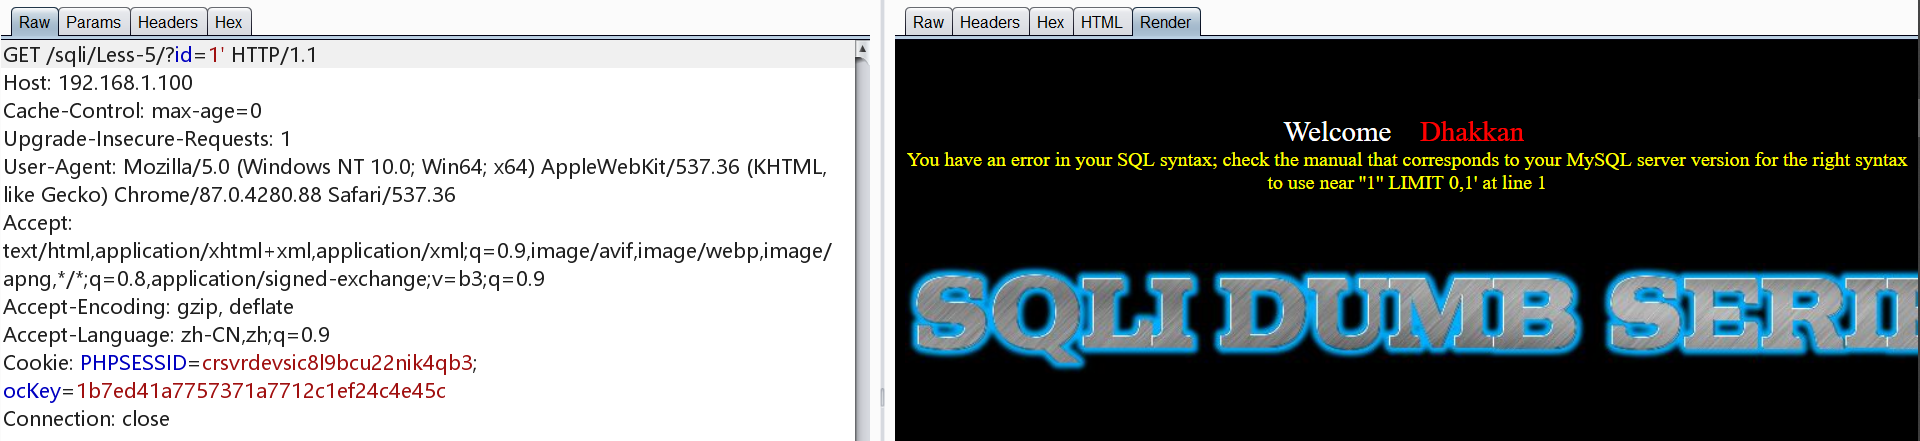 Raw Params Headers Hex
GET /sqli/Less-5/?id=1' HTTP/1.1
Host: 192.168.1.100
Cache-Control: max-age=0
Upgrade-Insecure-Requests: 1
User-Agent: Mozilla/5.0 (Windows NT 10.0; Win64; x64) AppleWebKit/537.36 (KHTML,
like Gecko) Chrome/87.0.4280.88 Safari/537.36
Accept:
text/html,application/xhtml+xml,application/xml;q=0.9,image/avif,image/webp,image/
apng,*/*;q=0.8,application/signed-exchange;v=b3;q=0.9
Accept-Encoding: gzip, deflate
Accept-Language: zh-CN,zh;q=0.9
Cookie: PHPSESSID=crsvrdevsic8l9bcu22nik4qb3;
ocKey=1b7ed41a7757371a7712c1ef24c4e45c
Connection: close
Raw Headers Hex HTML Render
Welcome Dhakkan
You have an error in your SQL syntax; check the manual that corresponds to your MySQL server version for the right syntax
to use near ''1'' LIMIT 0,1' at line 1
SQLI DUMB SERIE